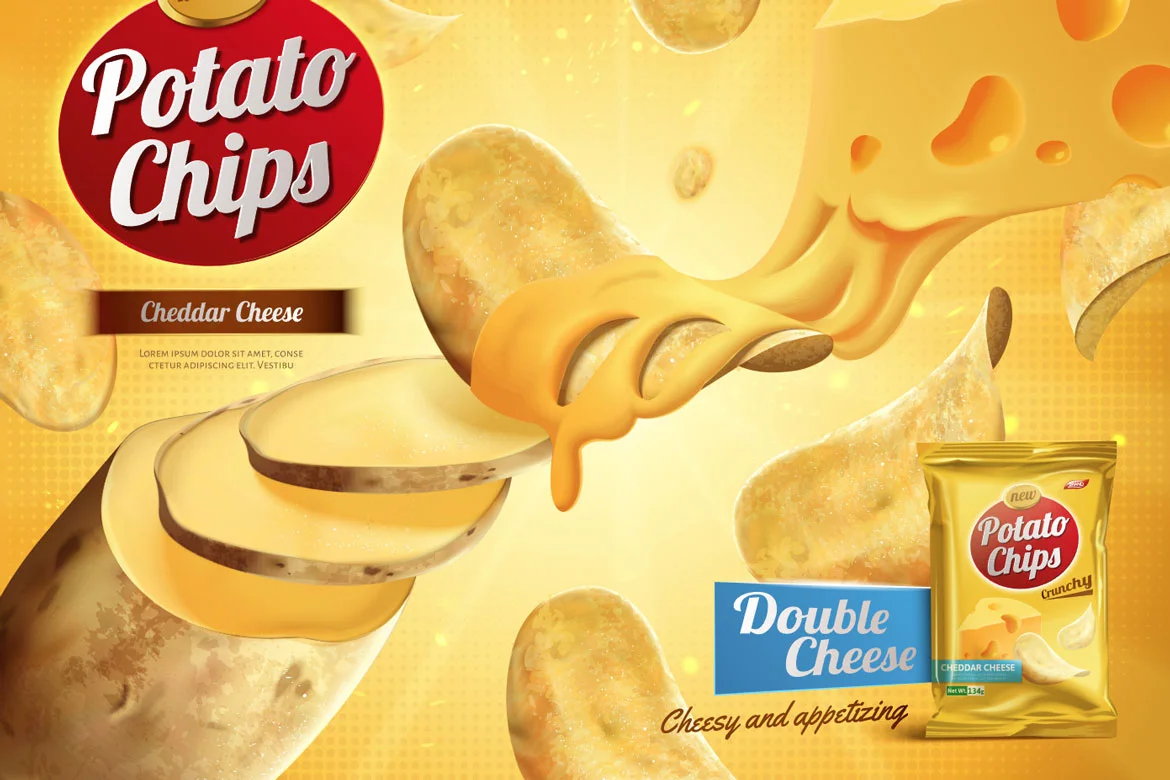 Potato
Chips
Cheddar Cheese
Lorem ipsum dolor sit amet, conse
ctetur adipiscing elit. Vestibu
new
Potato
Chips
Crunchy
Double
Cheese
CHEDDAR CHEESE
Net Wt 134g
Cheesy and appetizing